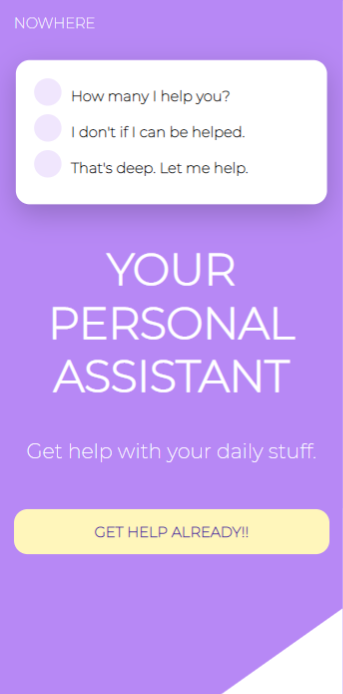 NOWHERE
How many I help you?
I don't if I can be helped.
That's deep. Let me help.
YOUR
PERSONAL
ASSISTANT
Get help with your daily stuff.
GET HELP ALREADY!!